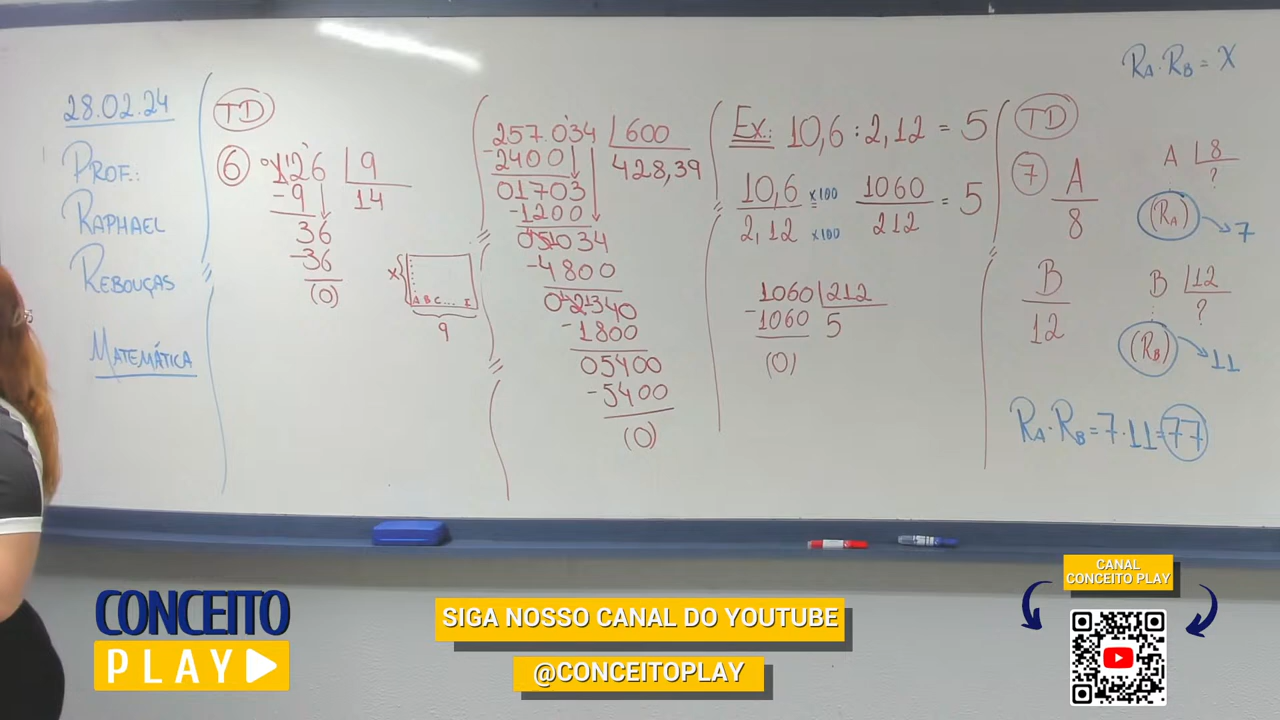 28.02.24
PROF.:
RAPHAEL
REBOUÇAS
MATEMÁTICA
TD
6
126 9
-9 14
36
-36
(0)
X
A B C...
9
257.034 600
-2400 428,39
01703
-1200
051034
-4800
02340
-1800
05400
-5400
(0)
Ex.: 10,6 : 2,12 = 5
10,6 x100 = 1060 = 5
2,12 x100 212
1060 212
-1060 5
(0)
RA.RB = X
TD
7 A
8
A 8
?
(RA) 7
B
12
B 12
?
(RB) 11
RA.RB = 7.11 = 77
CONCEITO
PLAY
SIGA NOSSO CANAL DO YOUTUBE
@CONCEITOPLAY
CANAL
CONCEITO PLAY